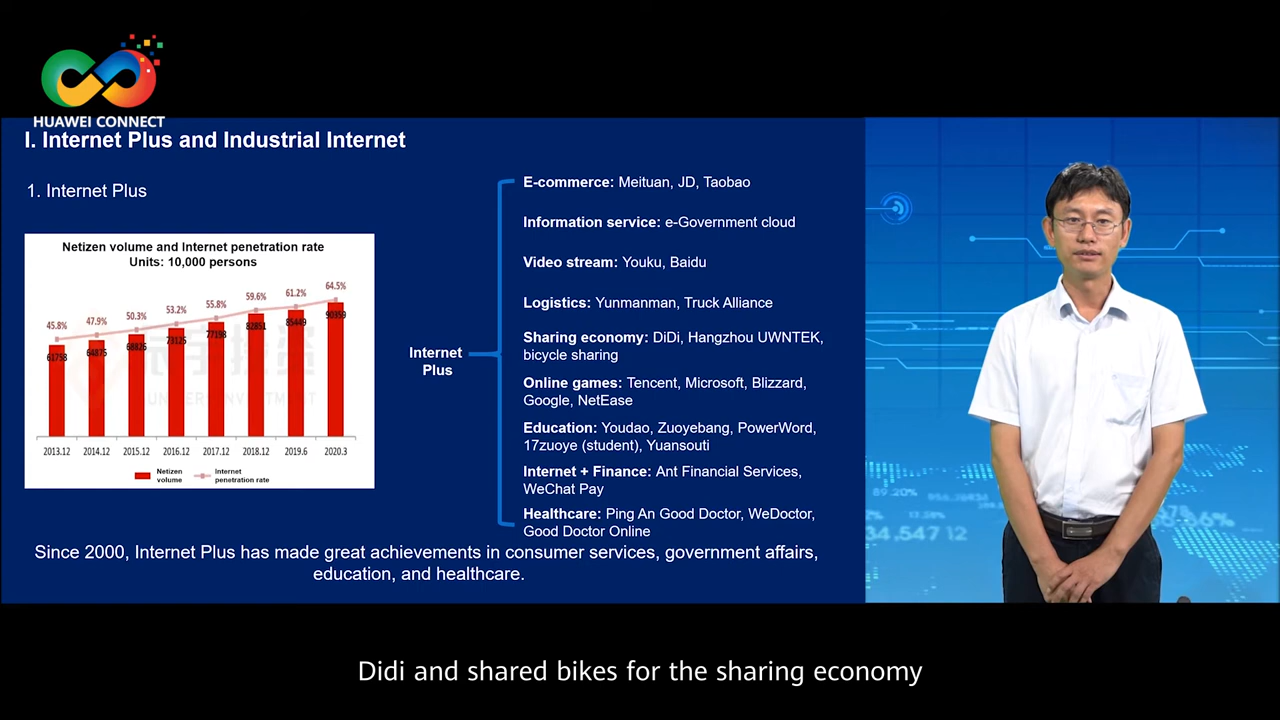 HUAWEI CONNECT
I. Internet Plus and Industrial Internet
1. Internet Plus
Netizen volume and Internet penetration rate
Units: 10,000 persons
45.8%
47.9%
50.3%
53.2%
55.8%
59.6%
61.2%
64.5%
61758
64875
68826
73125
77198
82851
85449
90359
2013.12
2014.12
2015.12
2016.12
2017.12
2018.12
2019.6
2020.3
Netizen
volume
Internet
penetration rate
Internet
Plus
E-commerce: Meituan, JD, Taobao
Information service: e-Government cloud
Video stream: Youku, Baidu
Logistics: Yunmanman, Truck Alliance
Sharing economy: DiDi, Hangzhou UWNTEK,
bicycle sharing
Online games: Tencent, Microsoft, Blizzard,
Google, NetEase
Education: Youdao, Zuoyebang, PowerWord,
17zuoye (student), Yuansouti
Internet + Finance: Ant Financial Services,
WeChat Pay
Healthcare: Ping An Good Doctor, WeDoctor,
Good Doctor Online
Since 2000, Internet Plus has made great achievements in consumer services, government affairs,
education, and healthcare.
89.20%
34,547.12
Didi and shared bikes for the sharing economy